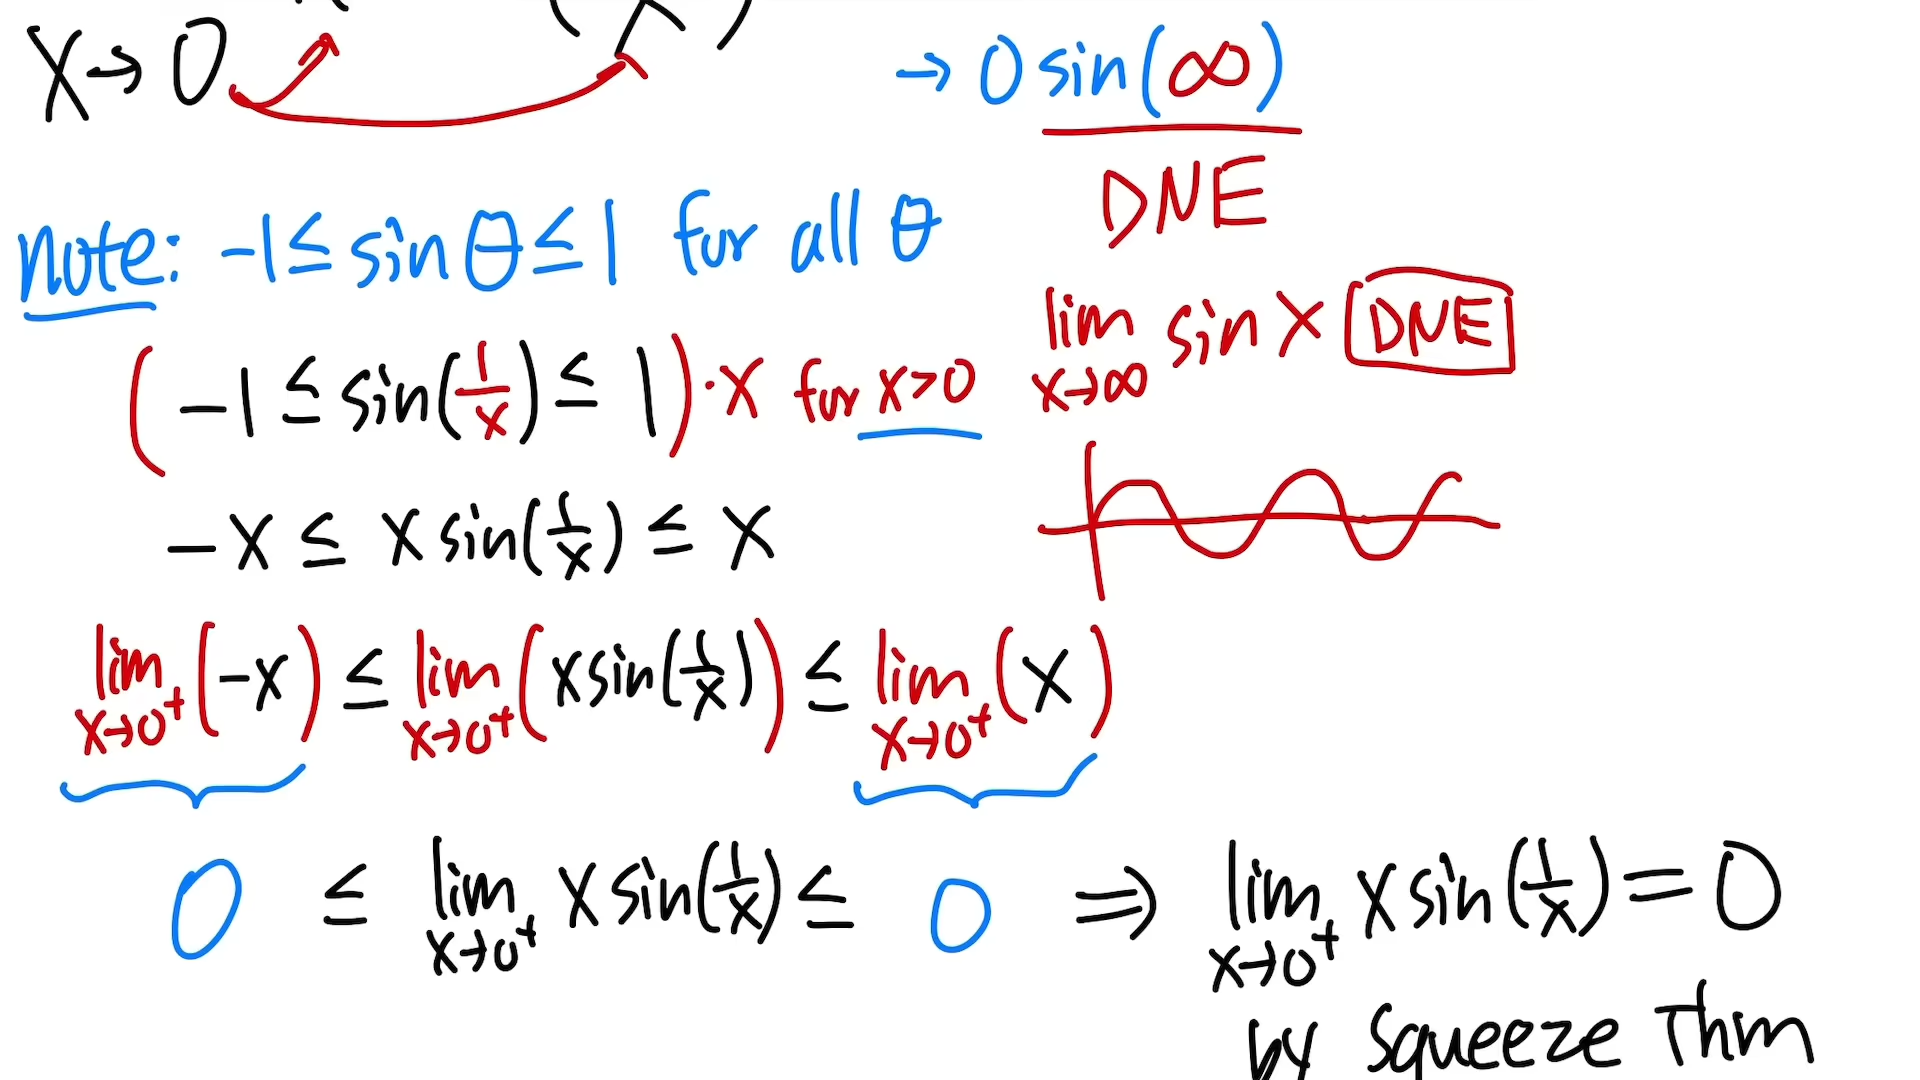 x → 0 (x) → 0 sin(∞)
DNE
note: -1 ≤ sin θ ≤ 1 for all θ
lim x→∞ sin x DNE
(-1 ≤ sin(1/x) ≤ 1)·x for x>0
-x ≤ x sin(1/x) ≤ x
lim x→0⁺ (-x) ≤ lim x→0⁺ (x sin(1/x)) ≤ lim x→0⁺ (x)
0 ≤ lim x→0⁺ x sin(1/x) ≤ 0 ⇒ lim x→0⁺ x sin(1/x) = 0
by Squeeze Thm